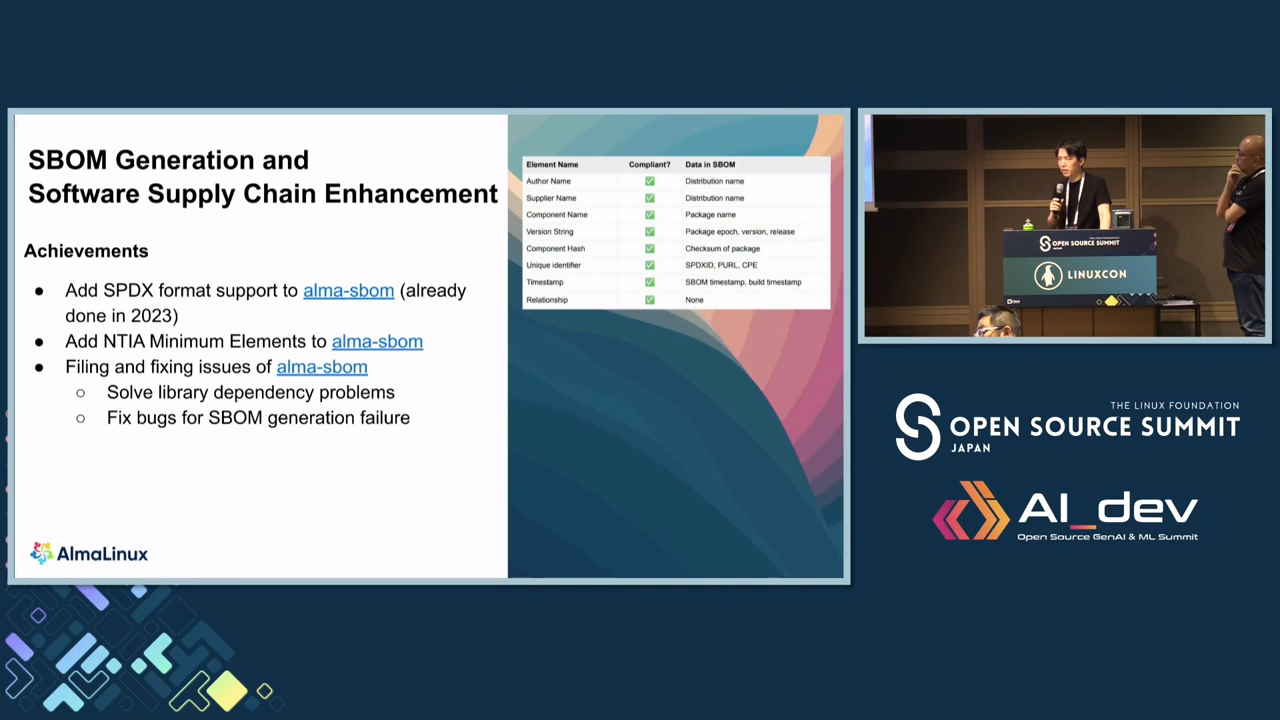 SBOM Generation and
Software Supply Chain Enhancement
Achievements
● Add SPDX format support to alma-sbom (already
done in 2023)
● Add NTIA Minimum Elements to alma-sbom
● Filing and fixing issues of alma-sbom
○ Solve library dependency problems
○ Fix bugs for SBOM generation failure
AlmaLinux
Element Name Compliant? Data in SBOM
Author Name ✅ Distribution name
Supplier Name ✅ Distribution name
Component Name ✅ Package name
Version String ✅ Package epoch, version, release
Component Hash ✅ Checksum of package
Unique identifier ✅ SPDXID, PURL, CPE
Timestamp ✅ SBOM timestamp, build timestamp
Relationship ✅ None
OPEN SOURCE SUMMIT
JAPAN
LINUXCON
THE LINUX FOUNDATION
OPEN SOURCE SUMMIT
JAPAN
AI_dev
Open Source GenAI & ML Summit